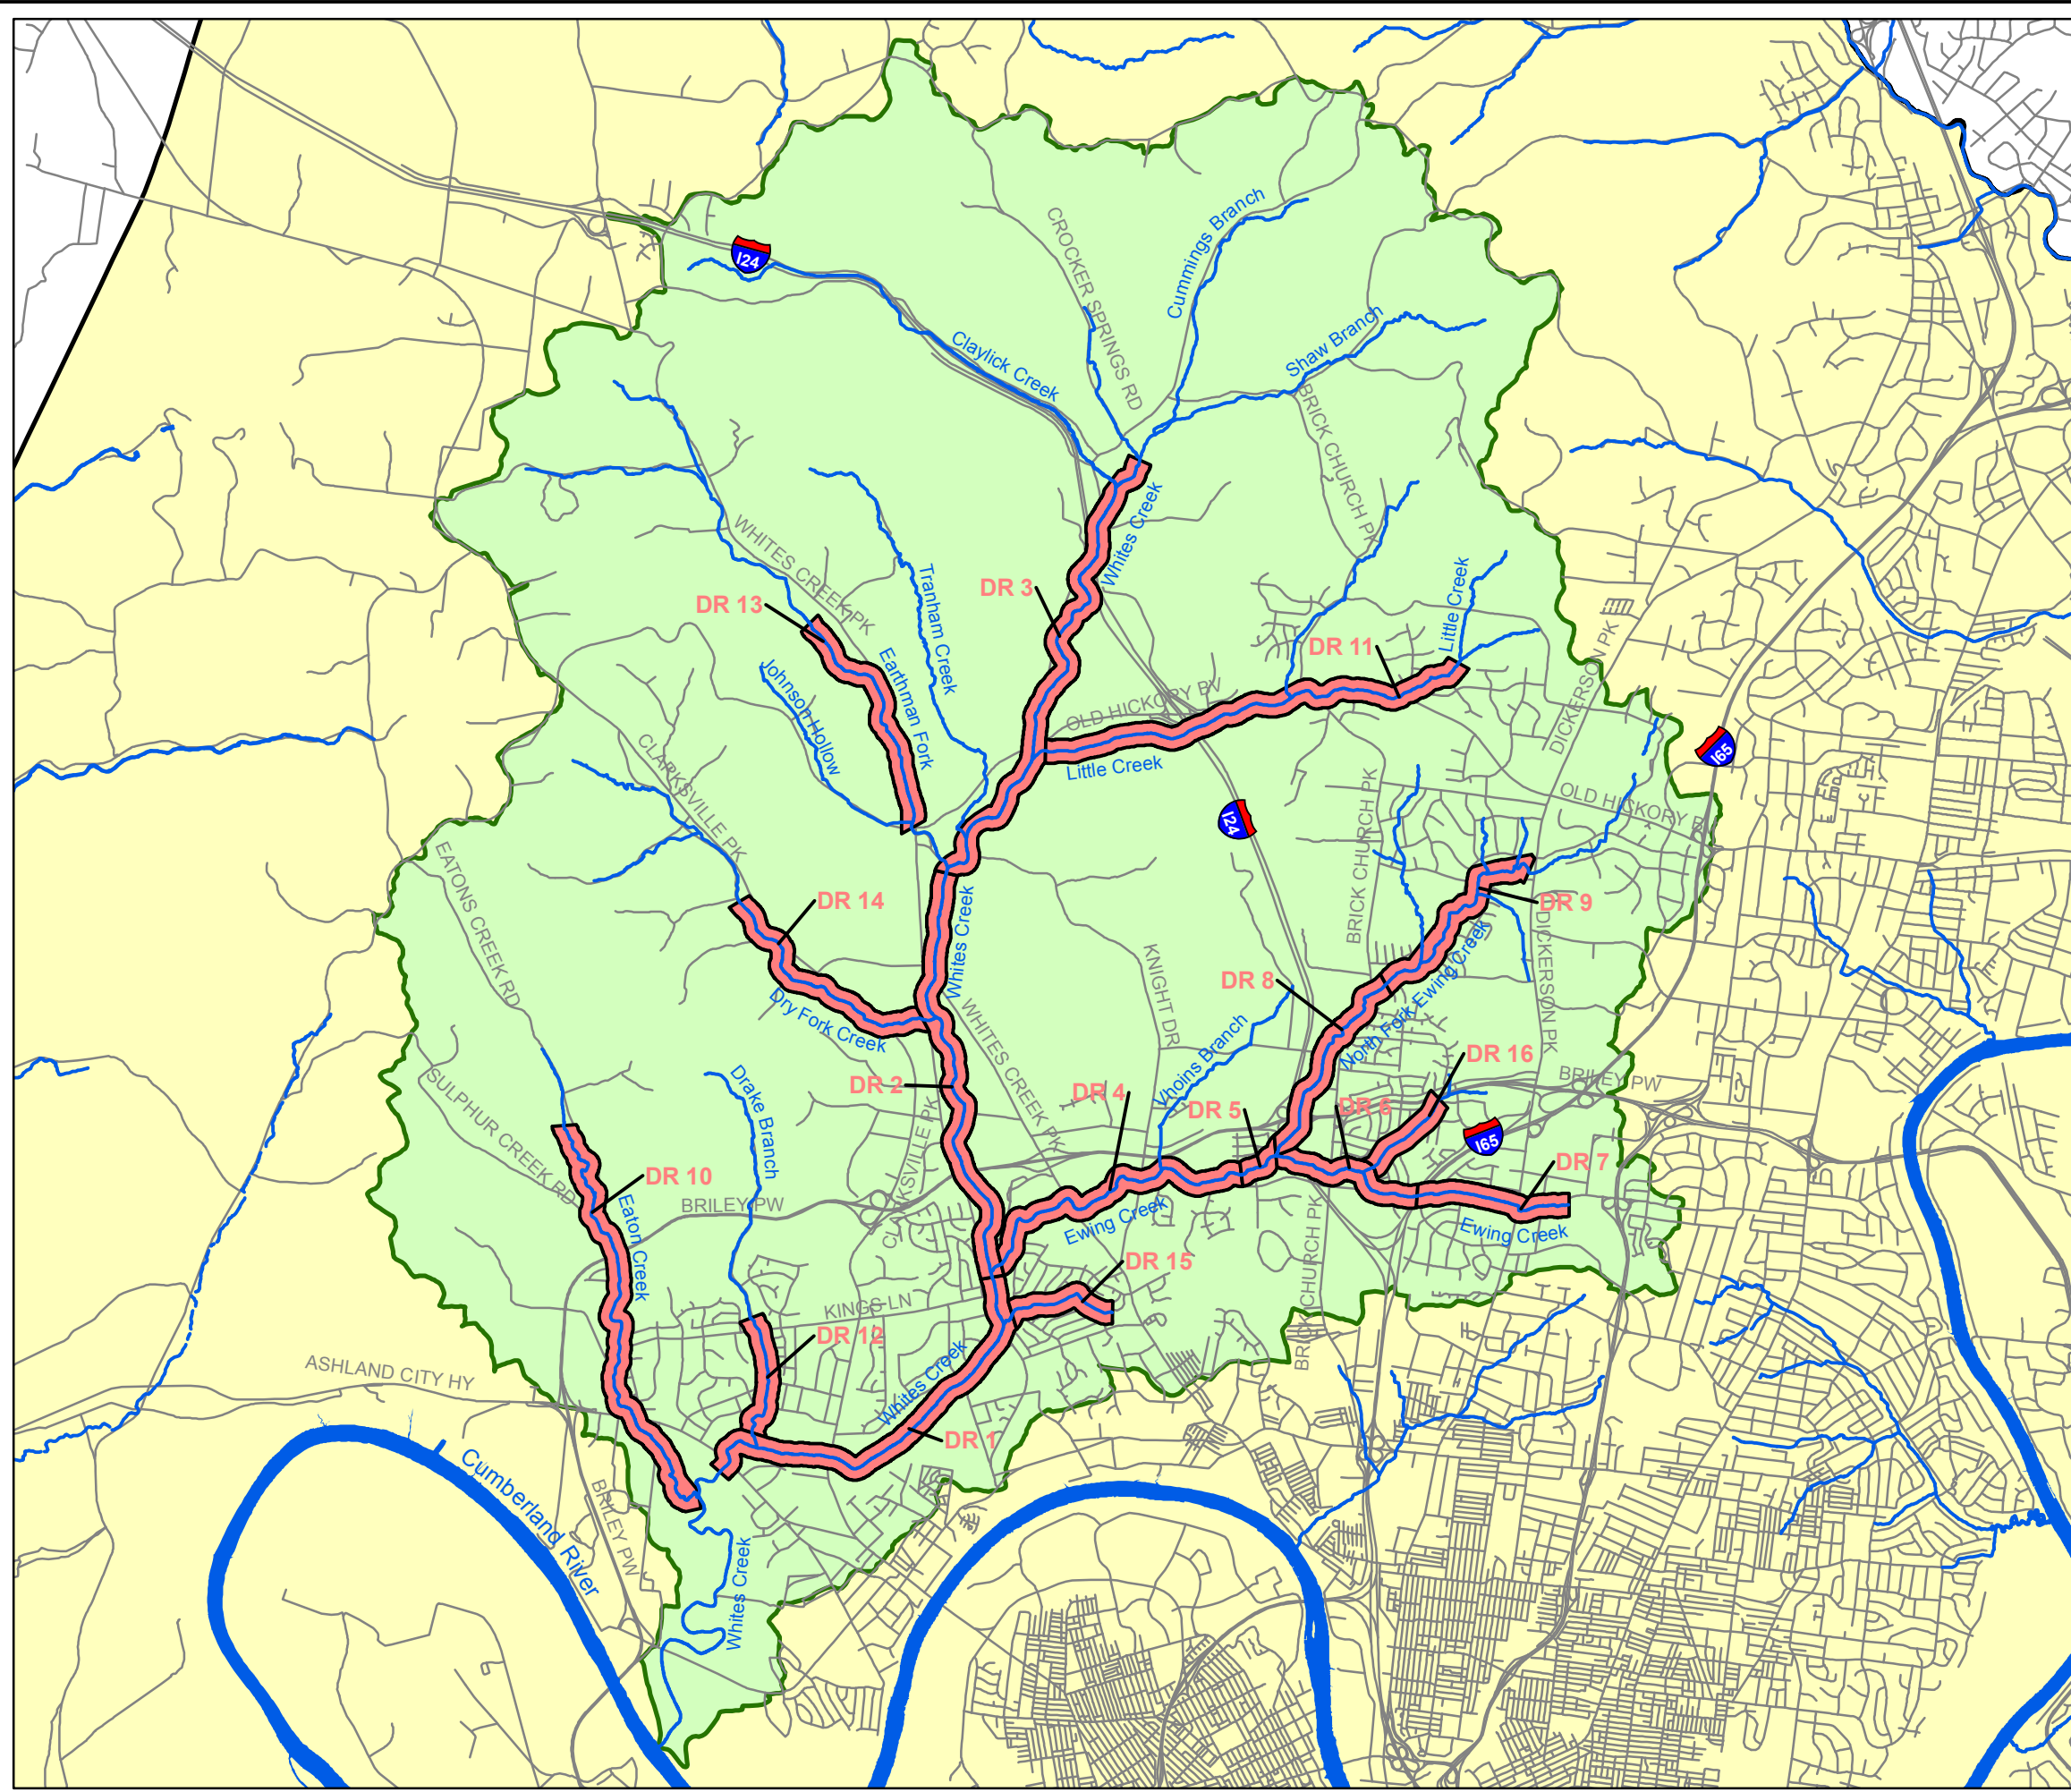 I24
CROCKER SPRINGS RD
Cummings Branch
Claylick Creek
Shaw Branch
BRICK CHURCH PK
WHITES CREEK PK
Whites Creek
Tranham Creek
Little Creek
DR 3
DR 13
DR 11
Johnson Hollow
Earthman Fork
OLD HICKORY BV
DICKERSON PK
I65
Little Creek
CLARKSVILLE PK
I24
BRICK CHURCH PK
OLD HICKORY B
EATONS CREEK RD
DR 14
Whites Creek
DR 9
DICKERSON PK
KNIGHT DR
DR 8
North Fork Ewing Creek
Dry Fork Creek
WHITES CREEK PK
Whoins Branch
DR 16
BRILEY PW
SULPHUR CREEK RD
Drake Branch
DR 2
DR 4
DR 5
DR 6
CLARKSVILLE PK
I65
DR 7
DR 10
BRILEY PW
Eaton Creek
Ewing Creek
Ewing Creek
BRICK CHURCH PK
DR 15
KINGS LN
DR 12
Whites Creek
ASHLAND CITY HY
DR 1
Cumberland River
BRILEY PW
Whites Creek